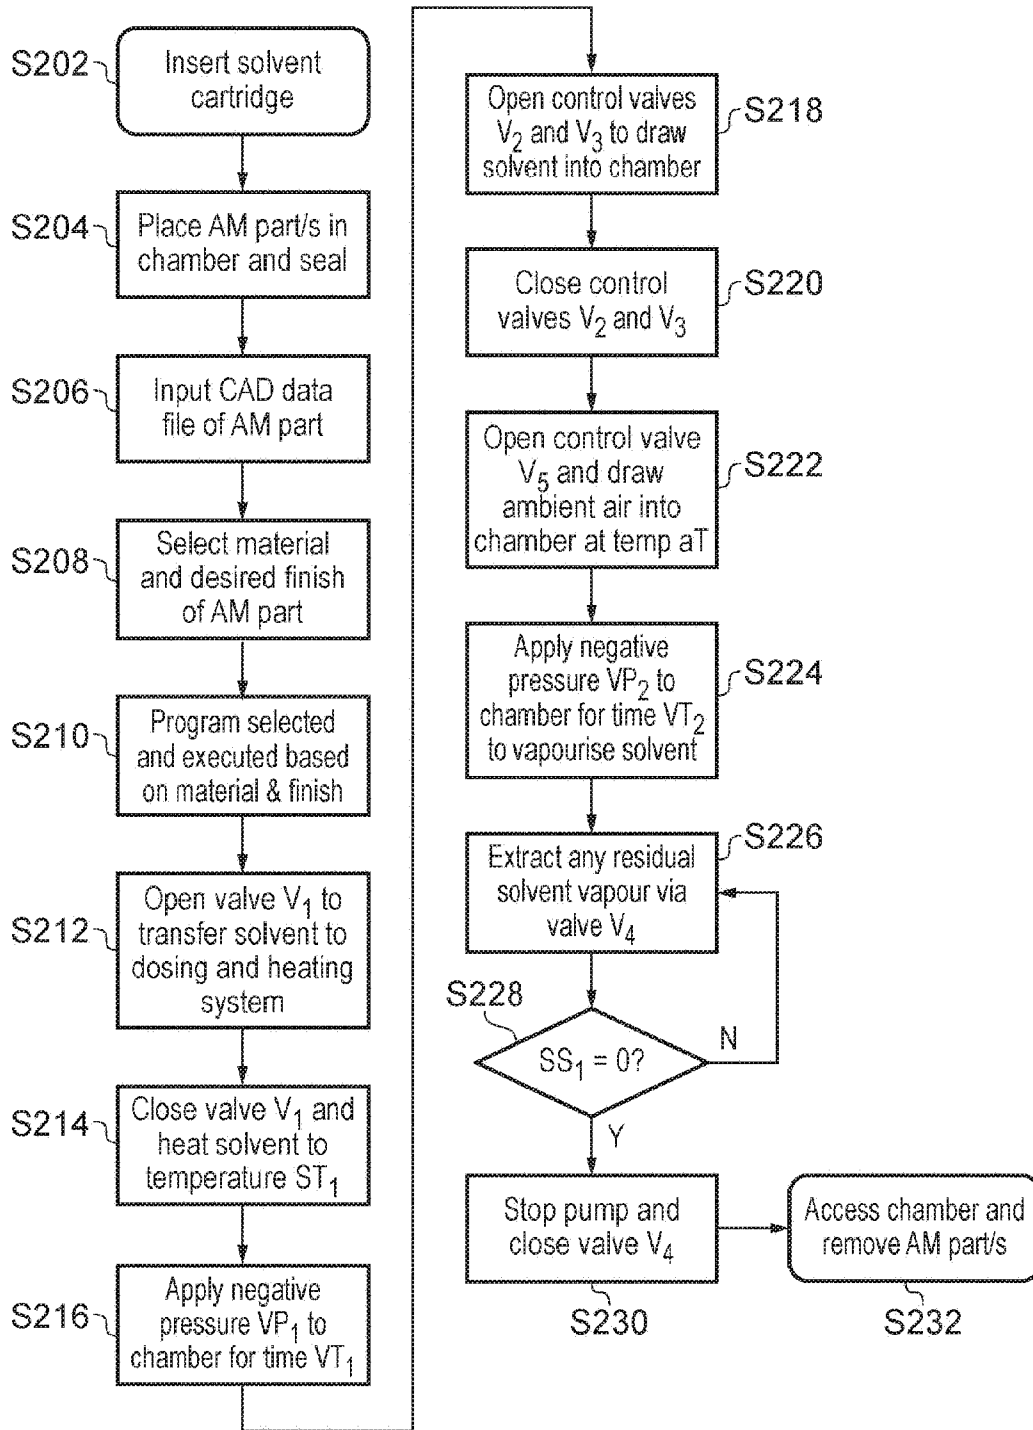 S202
Insert solvent
cartridge
S204
Place AM part/s in
chamber and seal
S206
Input CAD data
file of AM part
S208
Select material
and desired finish
of AM part
S210
Program selected
and executed based
on material & finish
S212
Open valve V1 to
transfer solvent to
dosing and heating
system
S214
Close valve V1 and
heat solvent to
temperature ST1
S216
Apply negative
pressure VP1 to
chamber for time VT1
S218
Open control valves
V2 and V3 to draw
solvent into chamber
S220
Close control
valves V2 and V3
S222
Open control valve
V5 and draw
ambient air into
chamber at temp aT
S224
Apply negative
pressure VP2 to
chamber for time VT2
to vapourise solvent
S226
Extract any residual
solvent vapour via
valve V4
S228
SS1 = 0?
N
Y
Stop pump and
close valve V4
S230
Access chamber and
remove AM part/s
S232